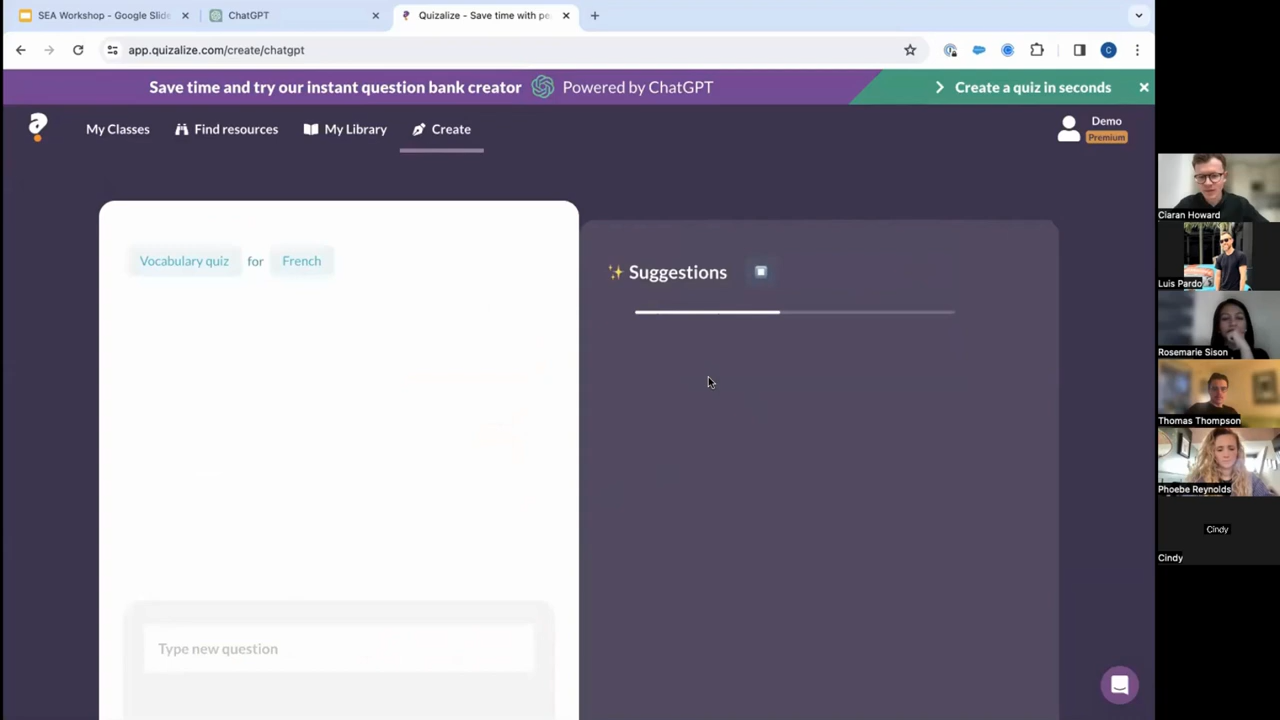 SEA Workshop - Google Slide
ChatGPT
Quizalize - Save time with pe
app.quizalize.com/create/chatgpt
C
Save time and try our instant question bank creator Powered by ChatGPT
Create a quiz in seconds
My Classes
Find resources
My Library
Create
Demo
Premium
Vocabulary quiz for French
Suggestions
Type new question
Ciaran Howard
Luis Pardo
Rosemarie Sison
Thomas Thompson
Phoebe Reynolds
Cindy
Cindy